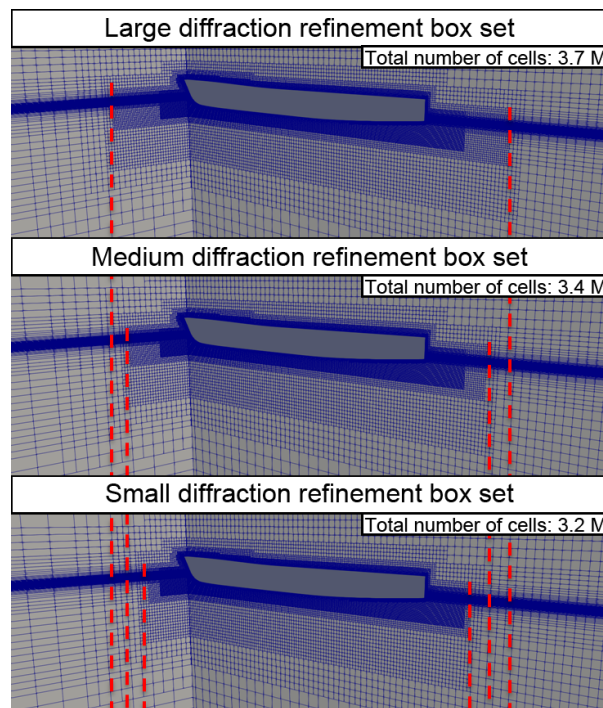 Large diffraction refinement box set
Total number of cells: 3.7 M
Medium diffraction refinement box set
Total number of cells: 3.4 M
Small diffraction refinement box set
Total number of cells: 3.2 M